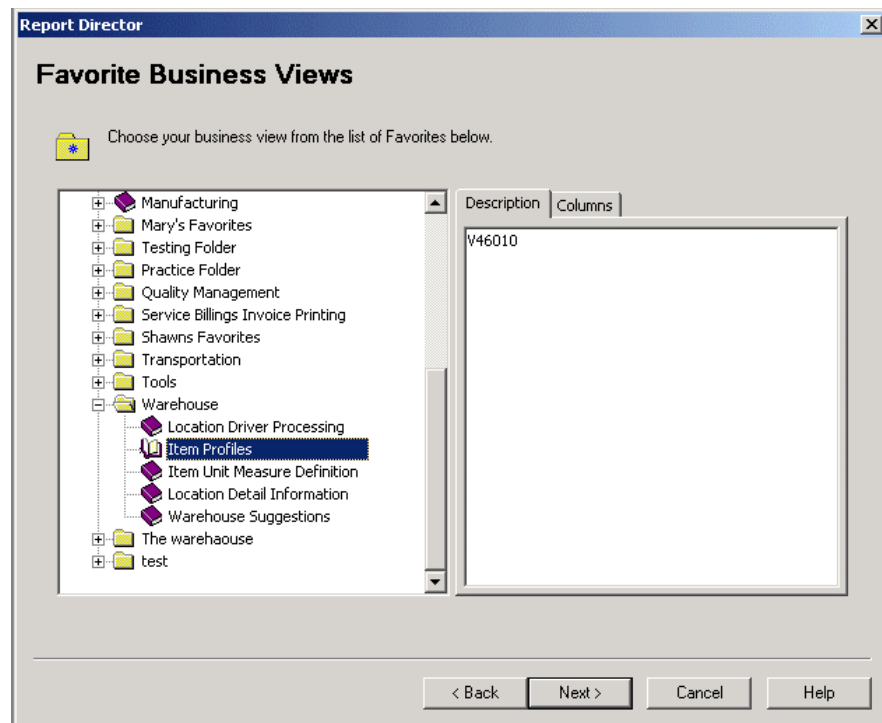 Report Director
Favorite Business Views
Choose your business view from the list of Favorites below.
Manufacturing
Mary's Favorites
Testing Folder
Practice Folder
Quality Management
Service Billings Invoice Printing
Shawns Favorites
Transportation
Tools
Warehouse
Location Driver Processing
Item Profiles
Item Unit Measure Definition
Location Detail Information
Warehouse Suggestions
The warehaouse
test
Description Columns
V46010
< Back Next > Cancel Help